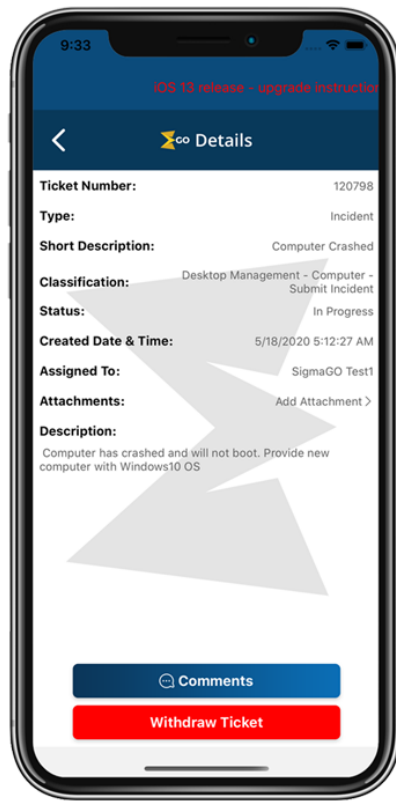 9:33
iOS 13 release - upgrade instruction
GO Details
Ticket Number: 120798
Type: Incident
Short Description: Computer Crashed
Classification: Desktop Management - Computer -
Submit Incident
Status: In Progress
Created Date & Time: 5/18/2020 5:12:27 AM
Assigned To: SigmaGO Test1
Attachments: Add Attachment >
Description:
Computer has crashed and will not boot. Provide new
computer with Windows10 OS
Comments
Withdraw Ticket